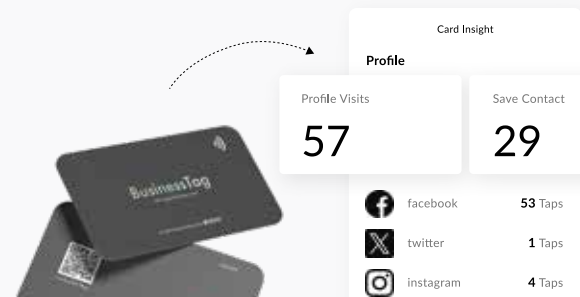 Card Insight
Profile
Profile Visits
57
Save Contact
29
BusinessTag
facebook
53 Taps
twitter
1 Taps
instagram
4 Taps